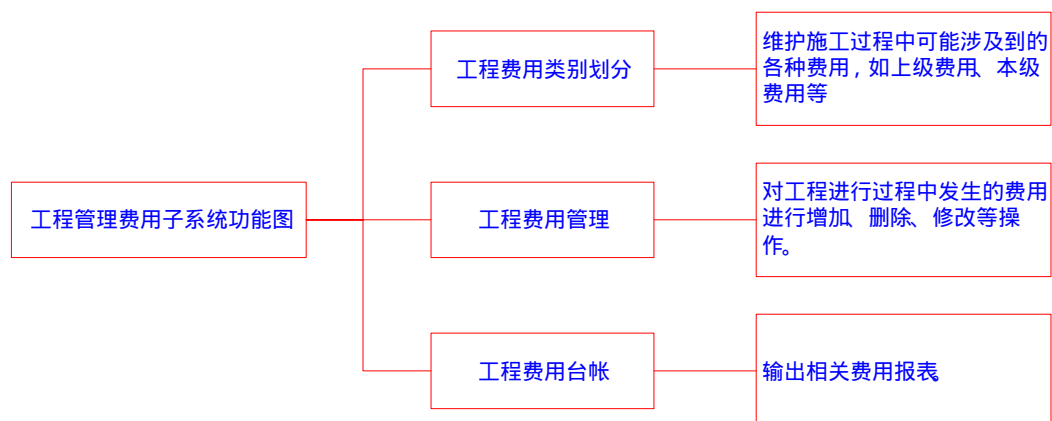 工程管理费用子系统功能图
工程费用类别划分
维护施工过程中可能涉及到的
各种费用，如上级费用、本级
费用等
工程费用管理
对工程进行过程中发生的费用
进行增加、删除、修改等操
作。
工程费用台帐
输出相关费用报表。